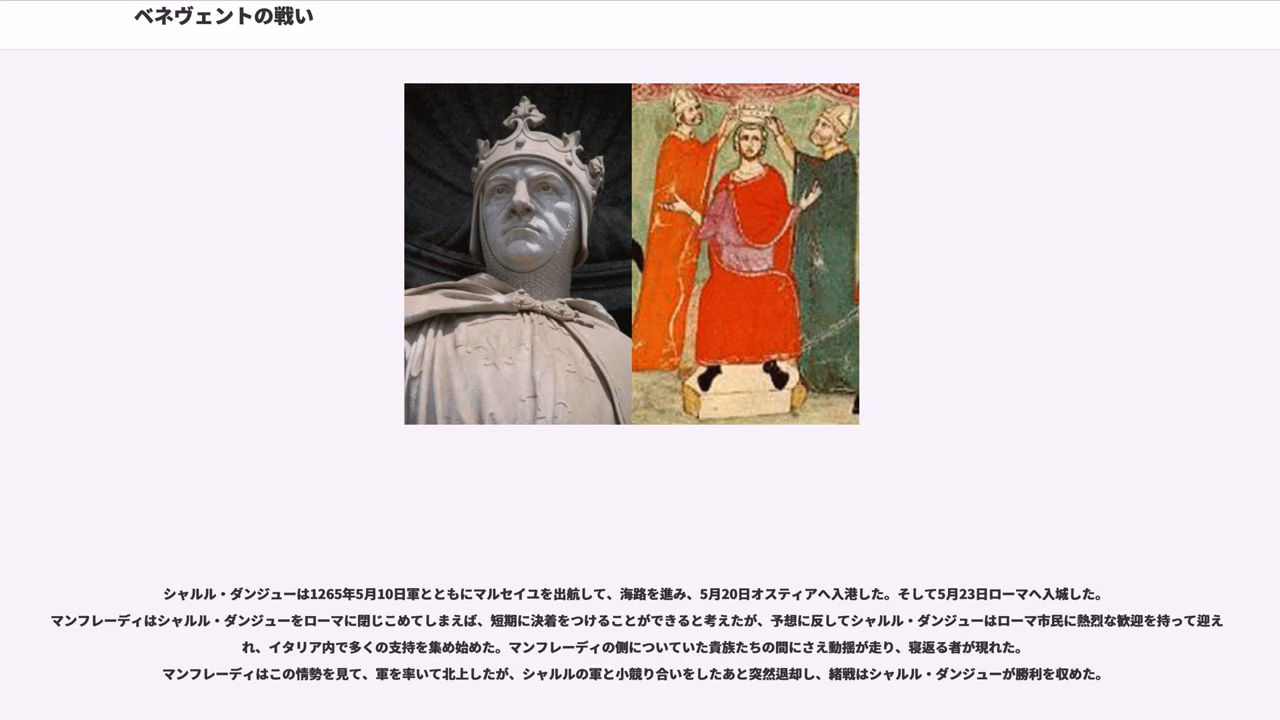 ベネヴェントの戦い
シャルル・ダンジューは1265年5月10日軍とともにマルセイユを出航して、海路を進み、5月20日オスティアへ入港した。そして5月23日ローマへ入城した。
マンフレーディはシャルル・ダンジューをローマに閉じこめてしまえば、短期に決着をつけることができると考えたが、予想に反してシャルル・ダンジューはローマ市民に熱烈な歓迎を持って迎え
れ、イタリア内で多くの支持を集め始めた。マンフレーディの側についていた貴族たちの間にさえ動揺が走り、寝返る者が現れた。
マンフレーディはこの情勢を見て、軍を率いて北上したが、シャルルの軍と小競り合いをしたあと突然退却し、緒戦はシャルル・ダンジューが勝利を収めた。